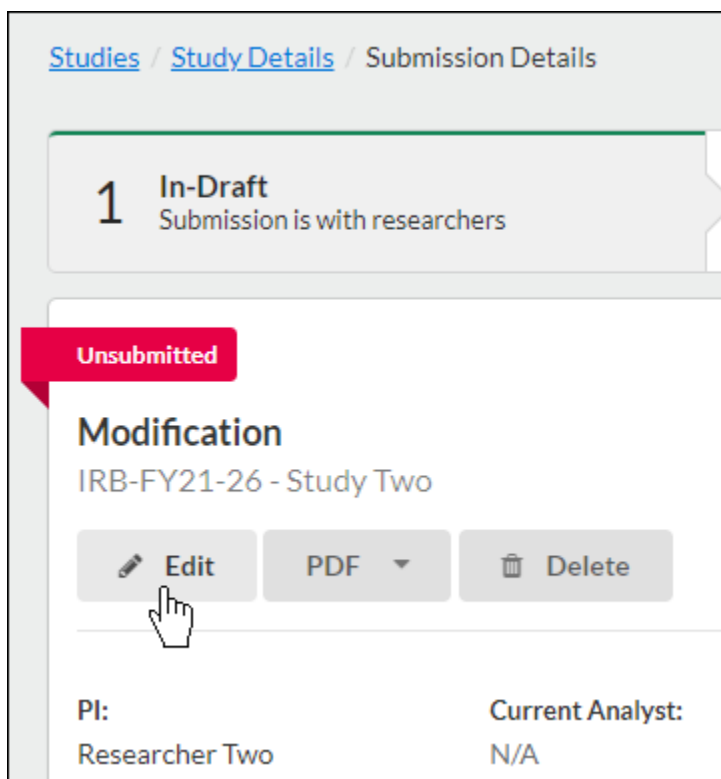 Studies / Study Details / Submission Details
1
In-Draft
Submission is with researchers
Unsubmitted
Modification
IRB-FY21-26 - Study Two
Edit PDF Delete
PI: Current Analyst:
Researcher Two N/A